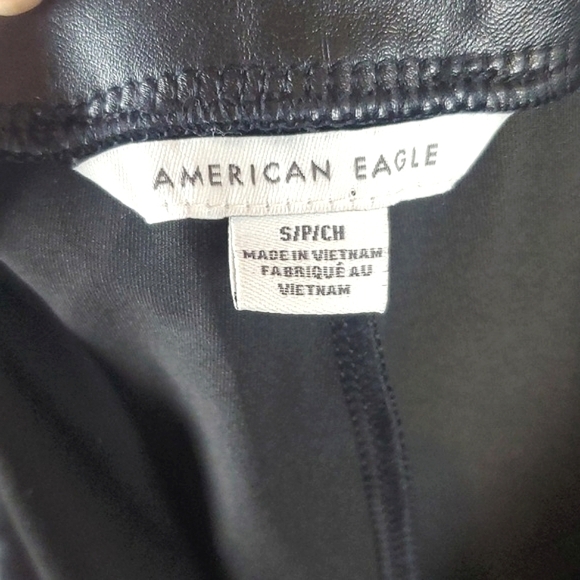 AMERICAN EAGLE
S/P/CH
MADE IN VIETNAM
FABRIQUÉ AU
VIETNAM